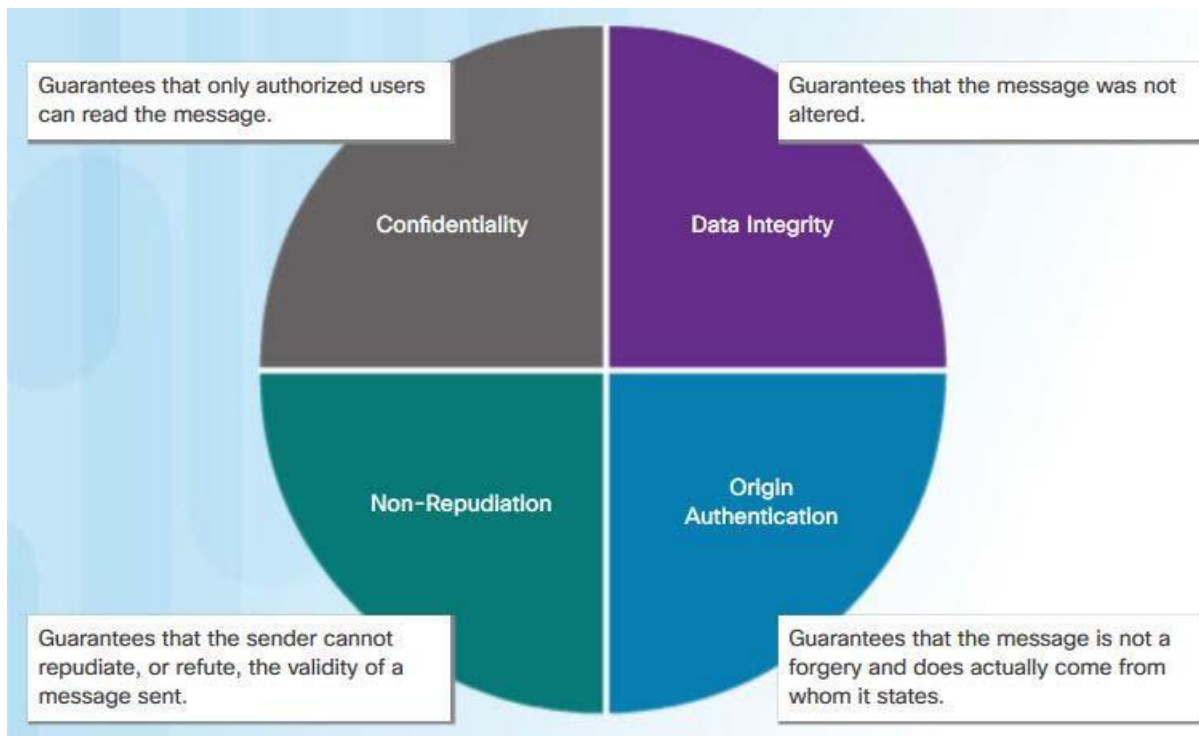 Guarantees that only authorized users
can read the message.
Guarantees that the message was not
altered.
Confidentiality
Data Integrity
Non-Repudiation
Origin
Authentication
Guarantees that the sender cannot
repudiate, or refute, the validity of a
message sent.
Guarantees that the message is not a
forgery and does actually come from
whom it states.